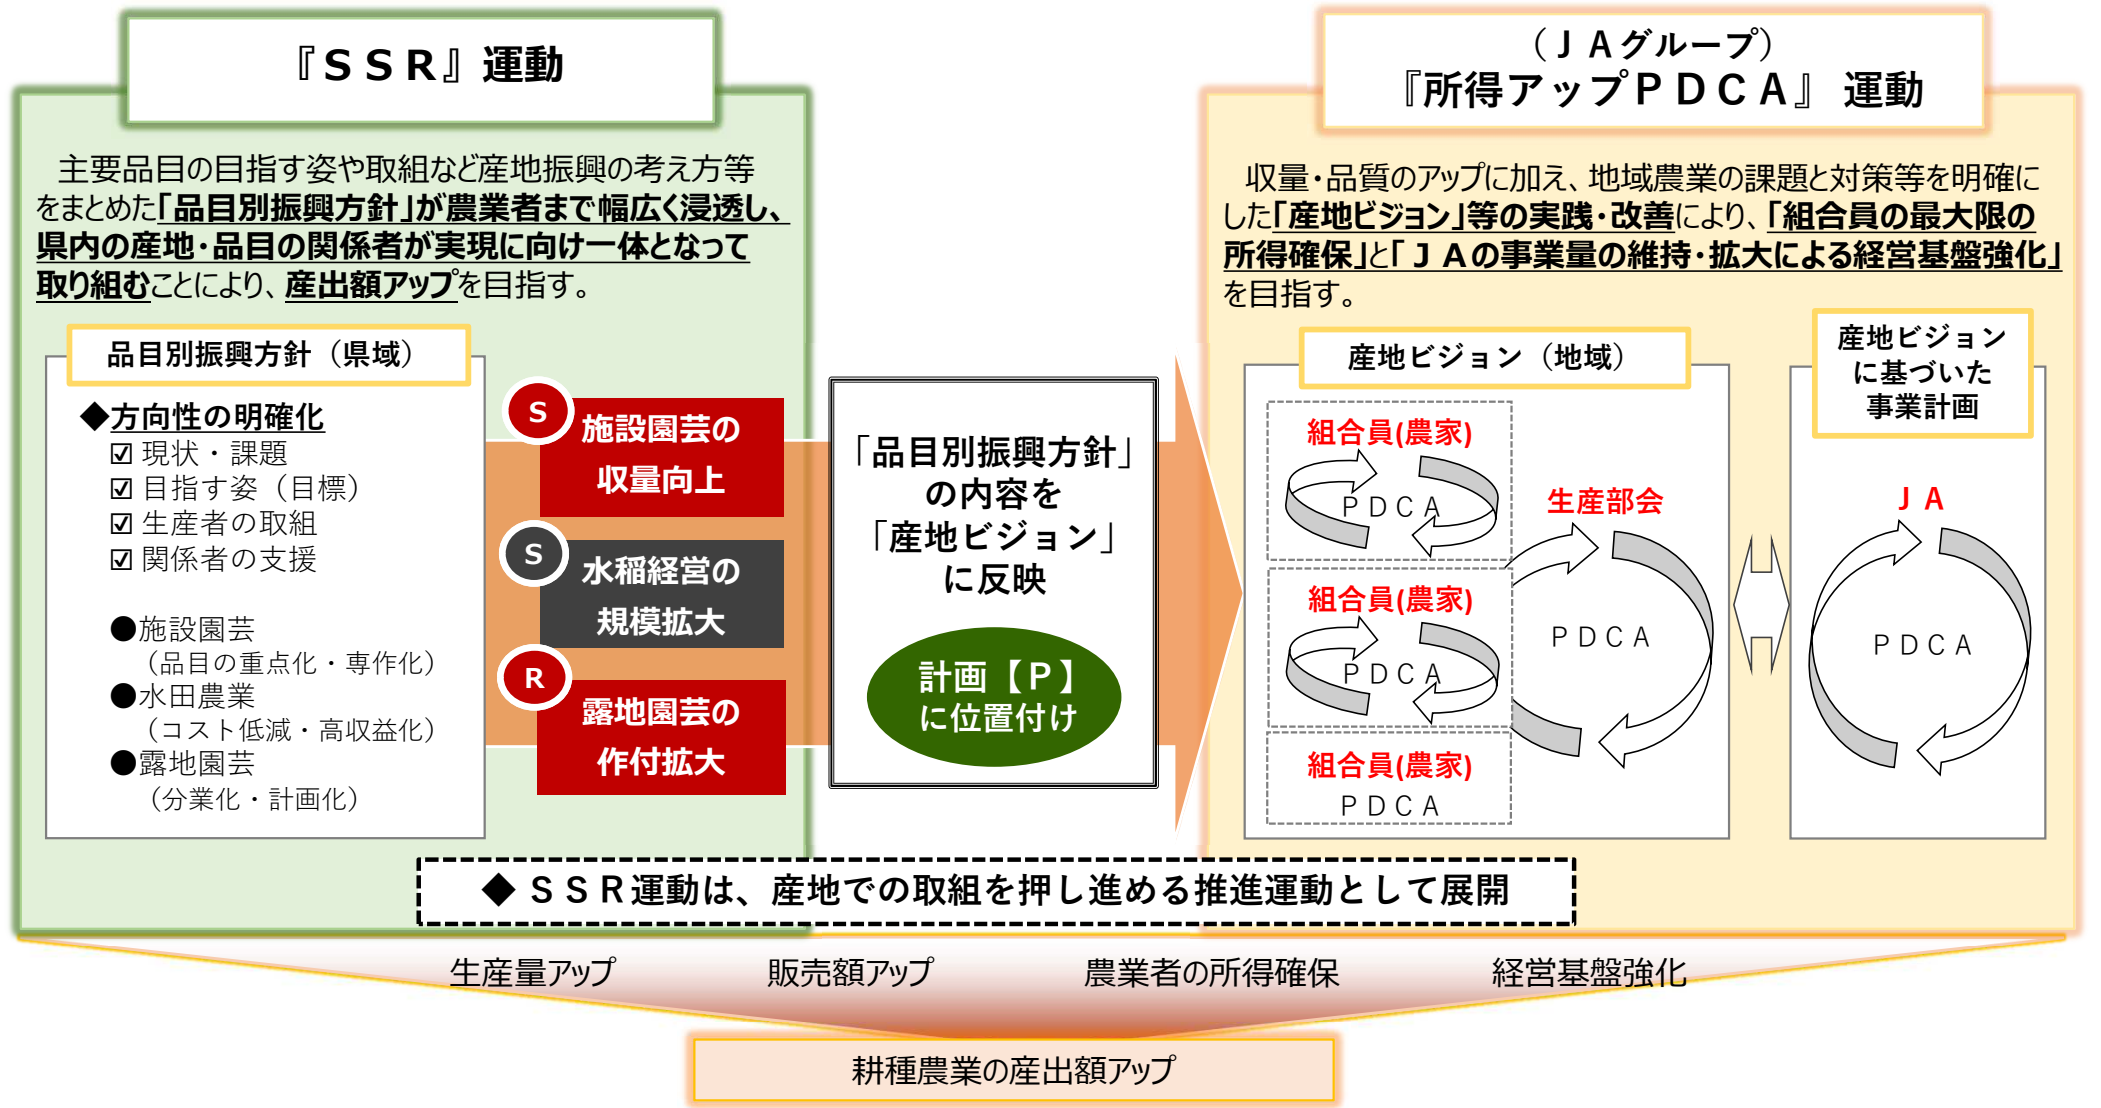 『ＳＳＲ』運動
主要品目の目指す姿や取組など産地振興の考え方等
をまとめた「品目別振興方針」が農業者まで幅広く浸透し、
県内の産地・品目の関係者が実現に向け一体となって
取り組むことにより、産出額アップを目指す。
品目別振興方針（県域）
◆方向性の明確化
☑現状・課題
☑目指す姿（目標）
☑生産者の取組
☑関係者の支援
●施設園芸
（品目の重点化・専作化）
●水田農業
（コスト低減・高収益化）
●露地園芸
（分業化・計画化）
S
施設園芸の
収量向上
S
水稲経営の
規模拡大
R
露地園芸の
作付拡大
「品目別振興方針」
の内容を
「産地ビジョン」
に反映
計画【Ｐ】
に位置付け
（ＪＡグループ）
『所得アップＰＤＣＡ』運動
収量・品質のアップに加え、地域農業の課題と対策等を明確に
した「産地ビジョン」等の実践・改善により、「組合員の最大限の
所得確保」と「ＪＡの事業量の維持・拡大による経営基盤強化」
を目指す。
産地ビジョン（地域）
組合員(農家)
ＰＤＣＡ
組合員(農家)
ＰＤＣＡ
組合員(農家)
ＰＤＣＡ
生産部会
ＰＤＣＡ
産地ビジョン
に基づいた
事業計画
ＪＡ
ＰＤＣＡ
◆ＳＳＲ運動は、産地での取組を押し進める推進運動として展開
生産量アップ　販売額アップ　農業者の所得確保　経営基盤強化
耕種農業の産出額アップ